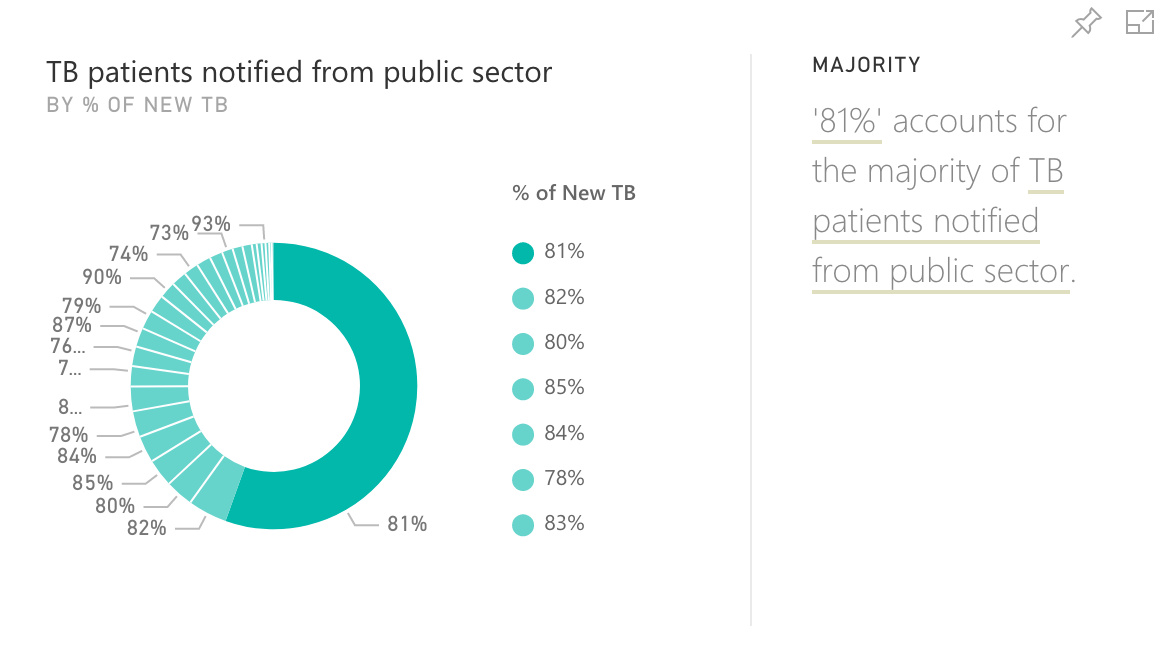 TB patients notified from public sector
BY % OF NEW TB
MAJORITY
'81%' accounts for
the majority of TB
patients notified
from public sector.
% of New TB
81%
82%
80%
85%
84%
78%
83%
93%
73%
74%
90%
79%
87%
76...
7...
8...
78%
84%
85%
80%
82%
81%